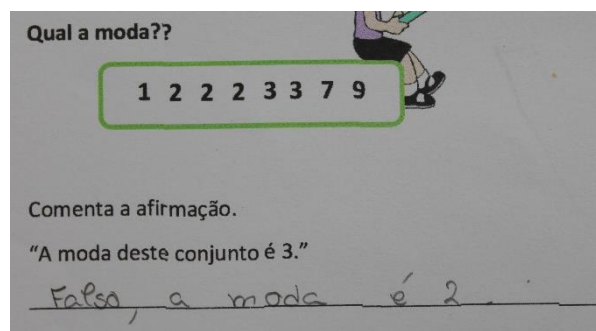 Qual a moda??
1 2 2 2 3 3 7 9
Comenta a afirmação.
“A moda deste conjunto é 3.”
Falso, a moda é 2.